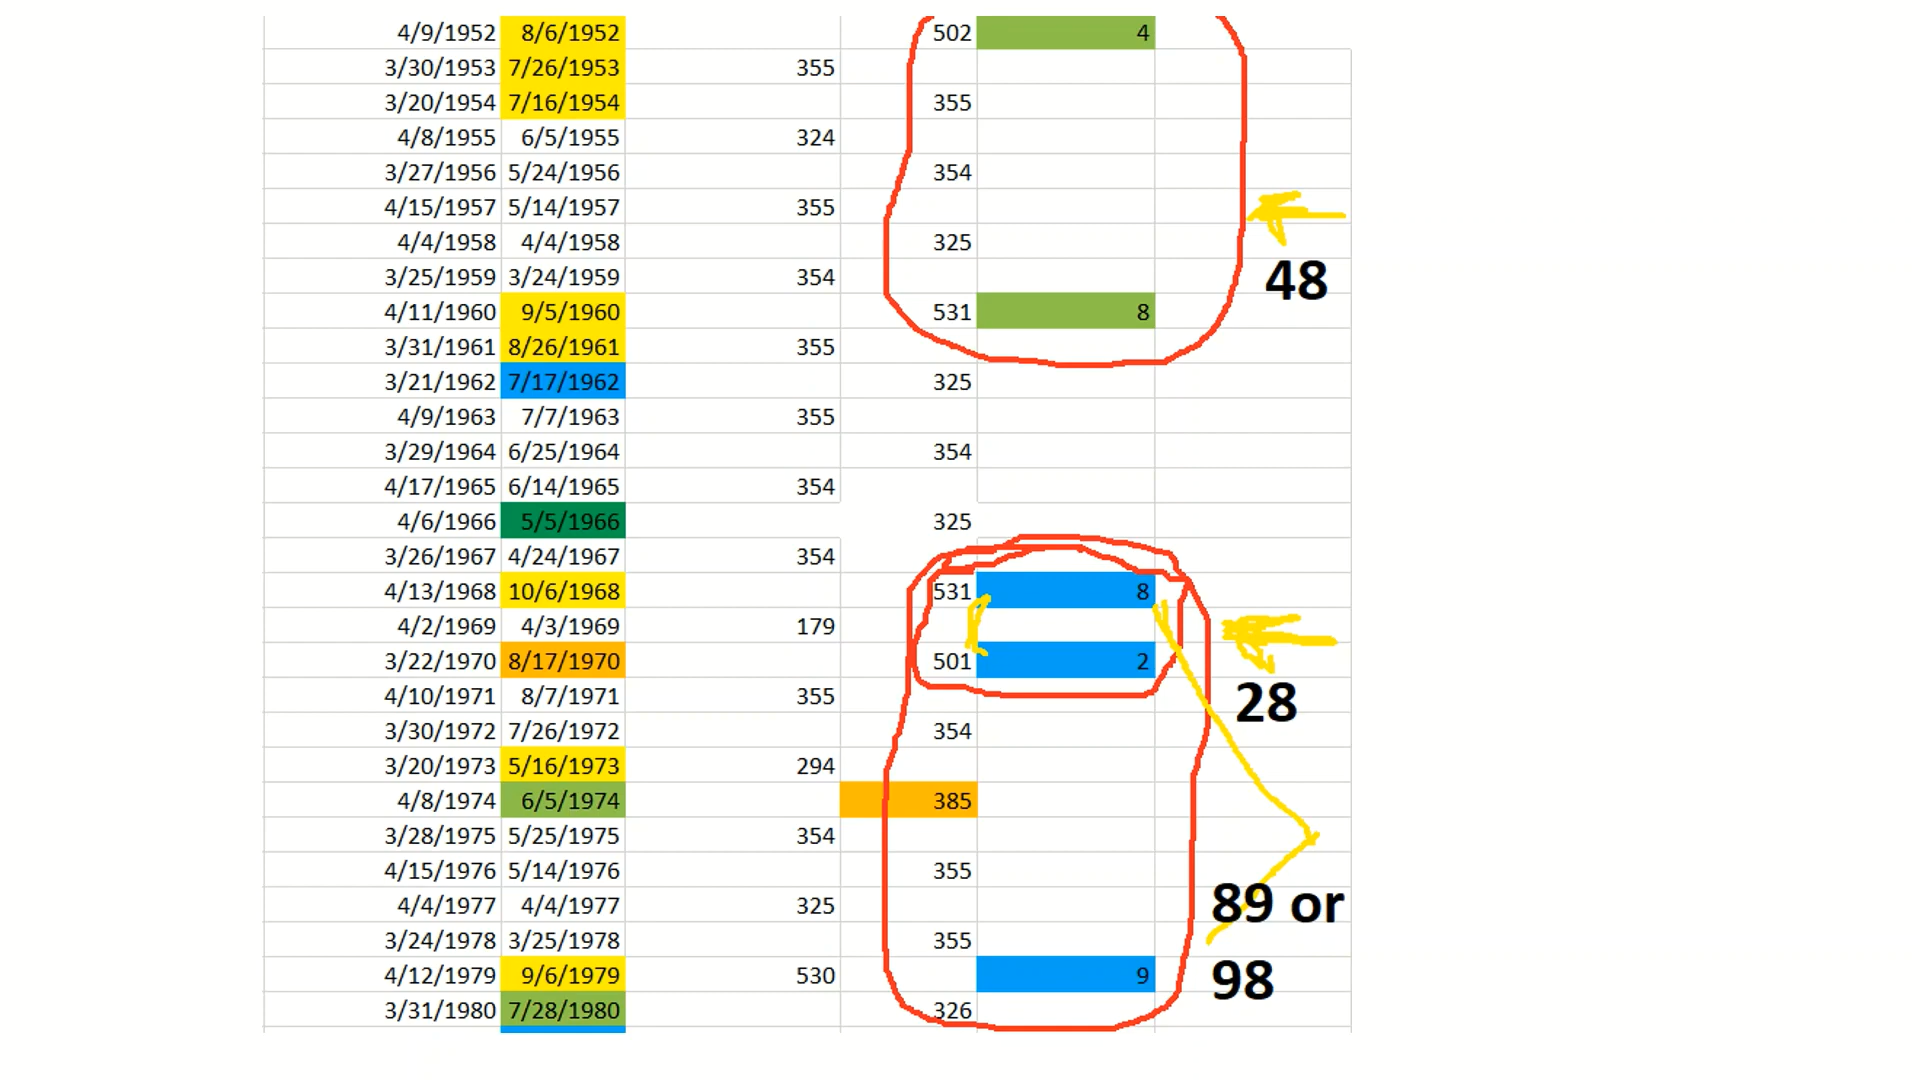 4/9/1952 8/6/1952 502 4
3/30/1953 7/26/1953 355
3/20/1954 7/16/1954 355
4/8/1955 6/5/1955 324
3/27/1956 5/24/1956 354
4/15/1957 5/14/1957 355
4/4/1958 4/4/1958 325
3/25/1959 3/24/1959 354
48
4/11/1960 9/5/1960 531 8
3/31/1961 8/26/1961 355
3/21/1962 7/17/1962 325
4/9/1963 7/7/1963 355
3/29/1964 6/25/1964 354
4/17/1965 6/14/1965 354
4/6/1966 5/5/1966 325
3/26/1967 4/24/1967 354
4/13/1968 10/6/1968 531 8
4/2/1969 4/3/1969 179
3/22/1970 8/17/1970 501 2
4/10/1971 8/7/1971 355
28
3/30/1972 7/26/1972 354
3/20/1973 5/16/1973 294
4/8/1974 6/5/1974 385
3/28/1975 5/25/1975 354
4/15/1976 5/14/1976 355
4/4/1977 4/4/1977 325
89 or
3/24/1978 3/25/1978 355
4/12/1979 9/6/1979 530 9
98
3/31/1980 7/28/1980 326